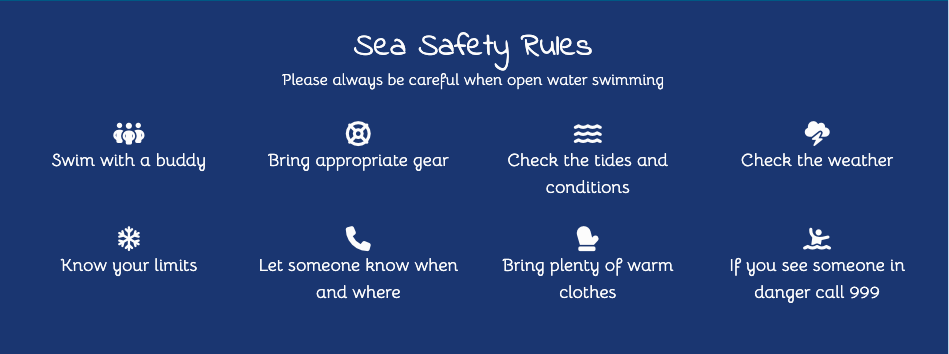 Sea Safety Rules
Please always be careful when open water swimming
Swim with a buddy
Bring appropriate gear
Check the tides and
conditions
Check the weather
Know your limits
Let someone know when
and where
Bring plenty of warm
clothes
If you see someone in
danger call 999